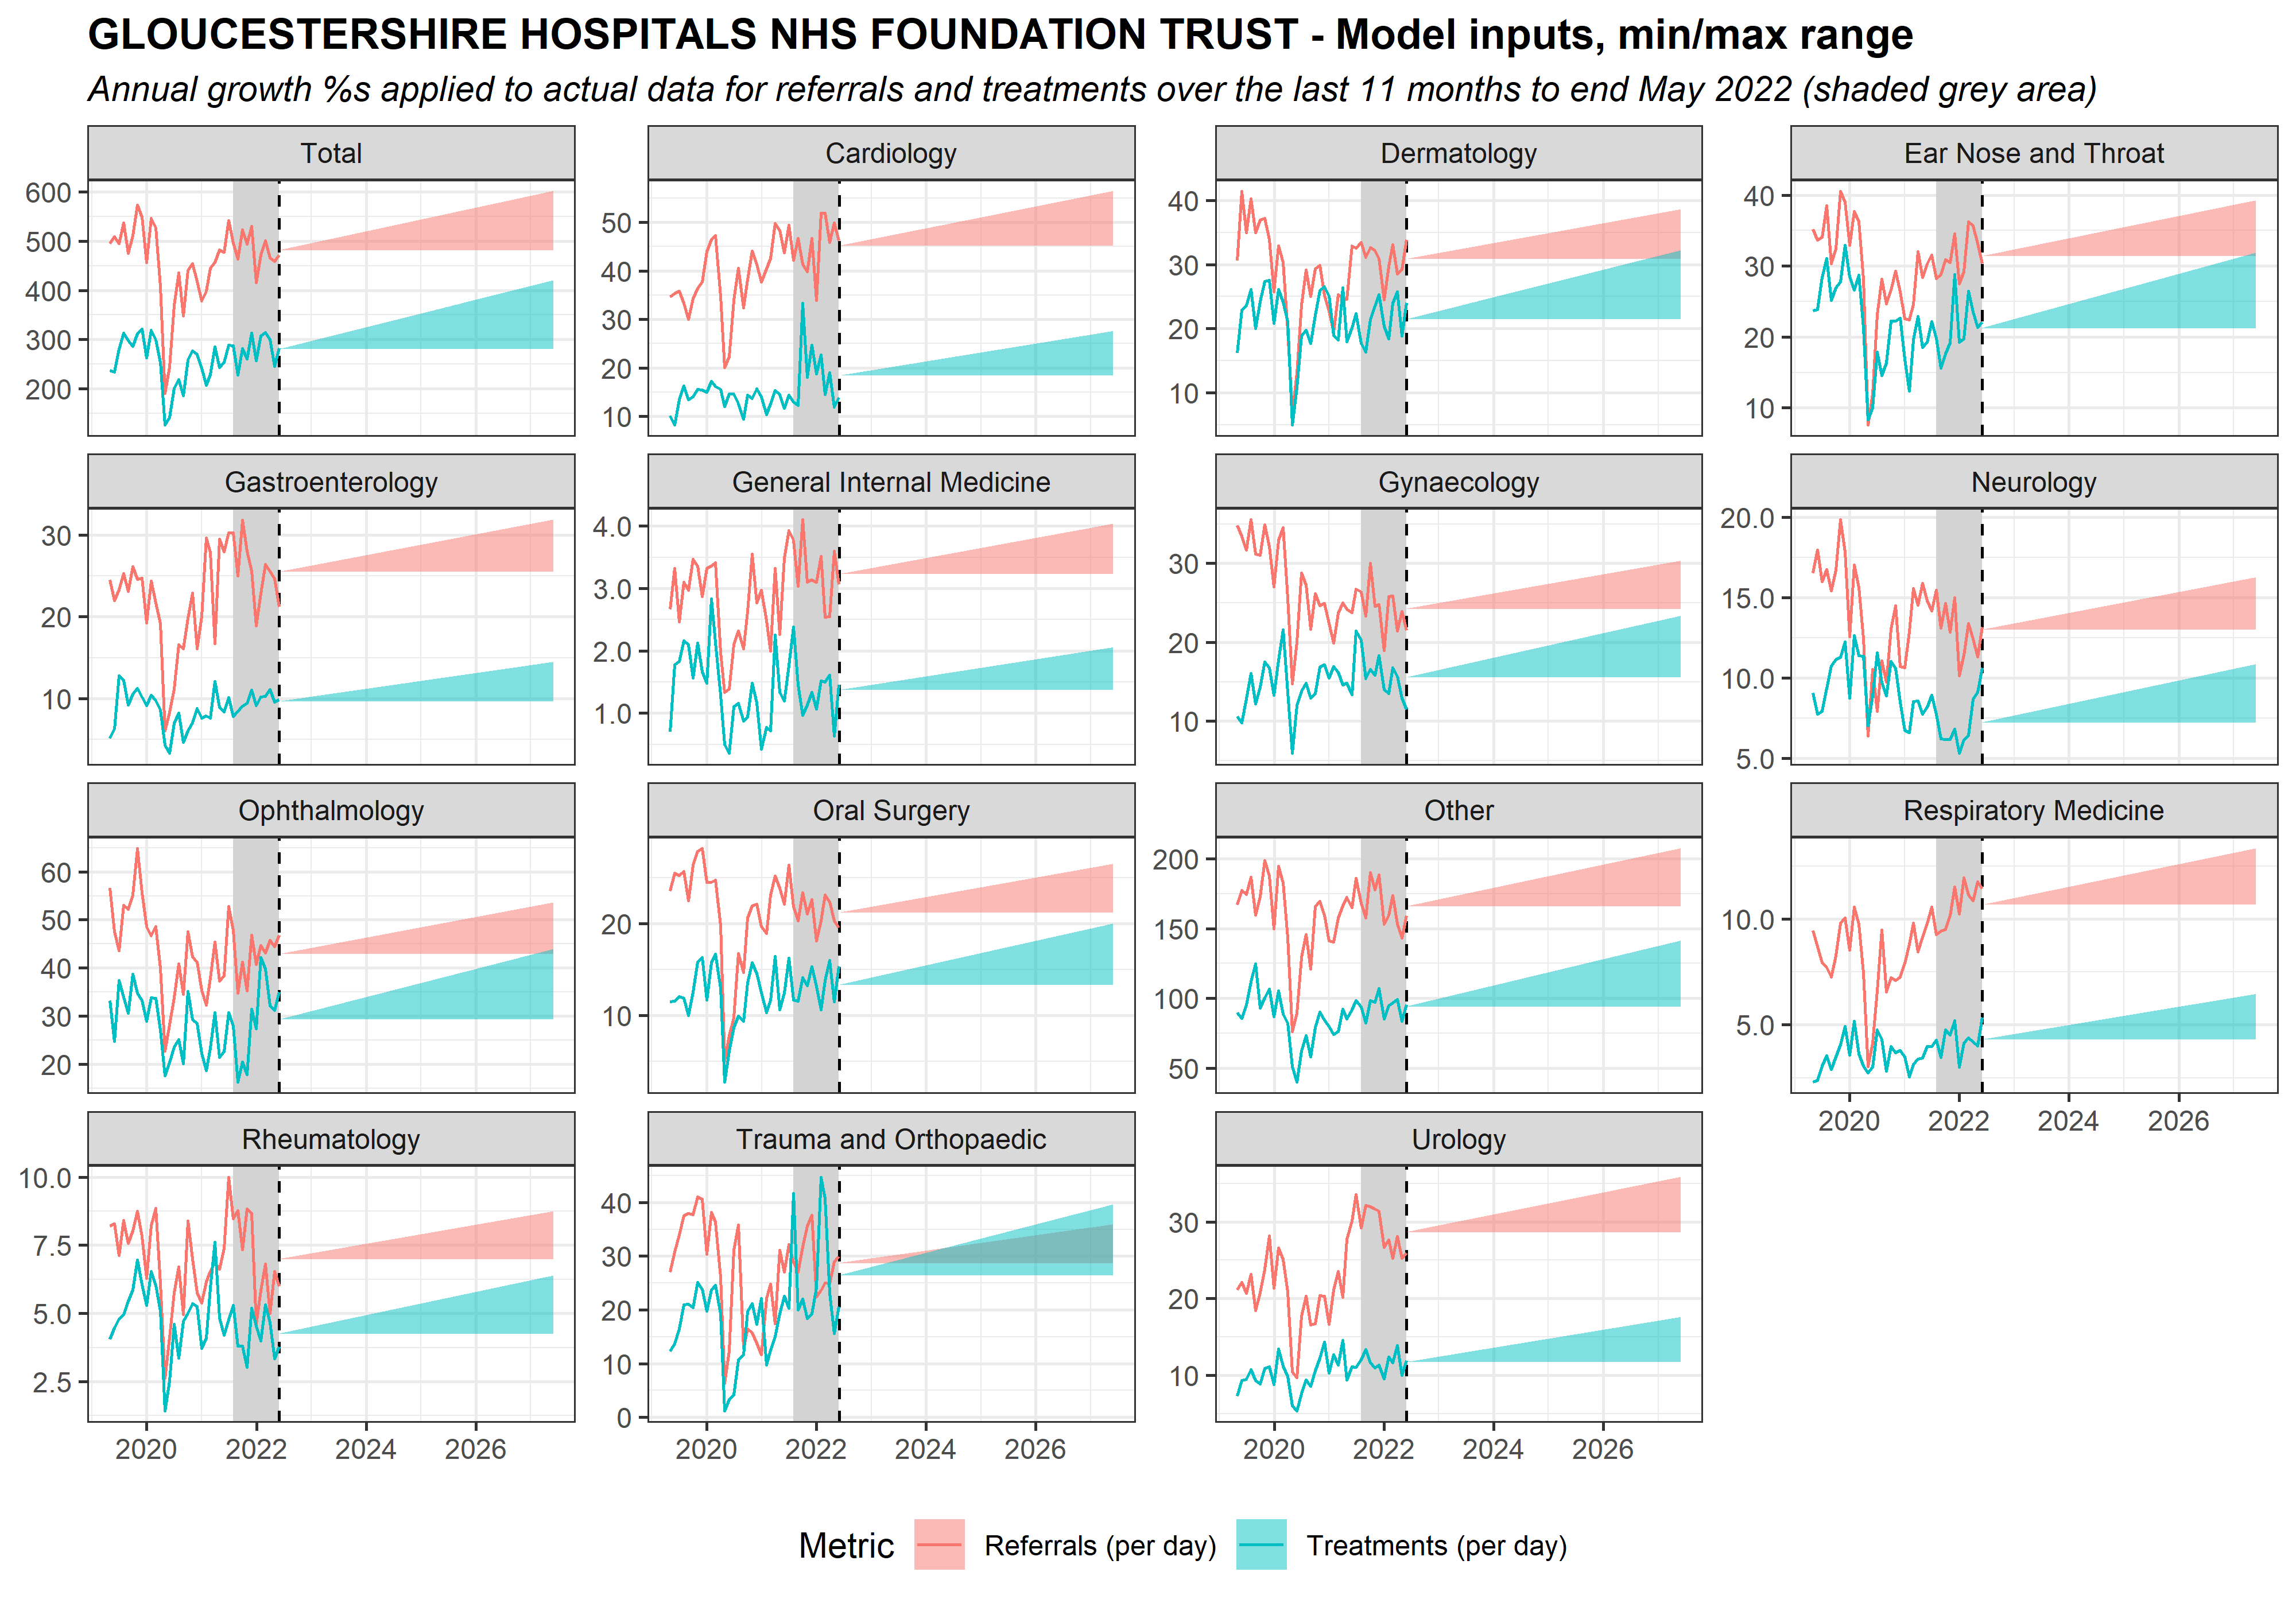 GLOUCESTERSHIRE HOSPITALS NHS FOUNDATION TRUST - Model inputs, min/max range
Annual growth %s applied to actual data for referrals and treatments over the last 11 months to end May 2022 (shaded grey area)
Total
600
500
400
300
200
Cardiology
50
40
30
20
10
Dermatology
40
30
20
10
Ear Nose and Throat
40
30
20
10
Gastroenterology
30
20
10
General Internal Medicine
4.0
3.0
2.0
1.0
Gynaecology
30
20
10
Neurology
20.0
15.0
10.0
5.0
Ophthalmology
60
50
40
30
20
Oral Surgery
20
10
Other
200
150
100
50
Respiratory Medicine
10.0
5.0
2020 2022 2024 2026
Rheumatology
10.0
7.5
5.0
2.5
2020 2022 2024 2026
Trauma and Orthopaedic
40
30
20
10
0
2020 2022 2024 2026
Urology
30
20
10
2020 2022 2024 2026
Metric Referrals (per day) Treatments (per day)